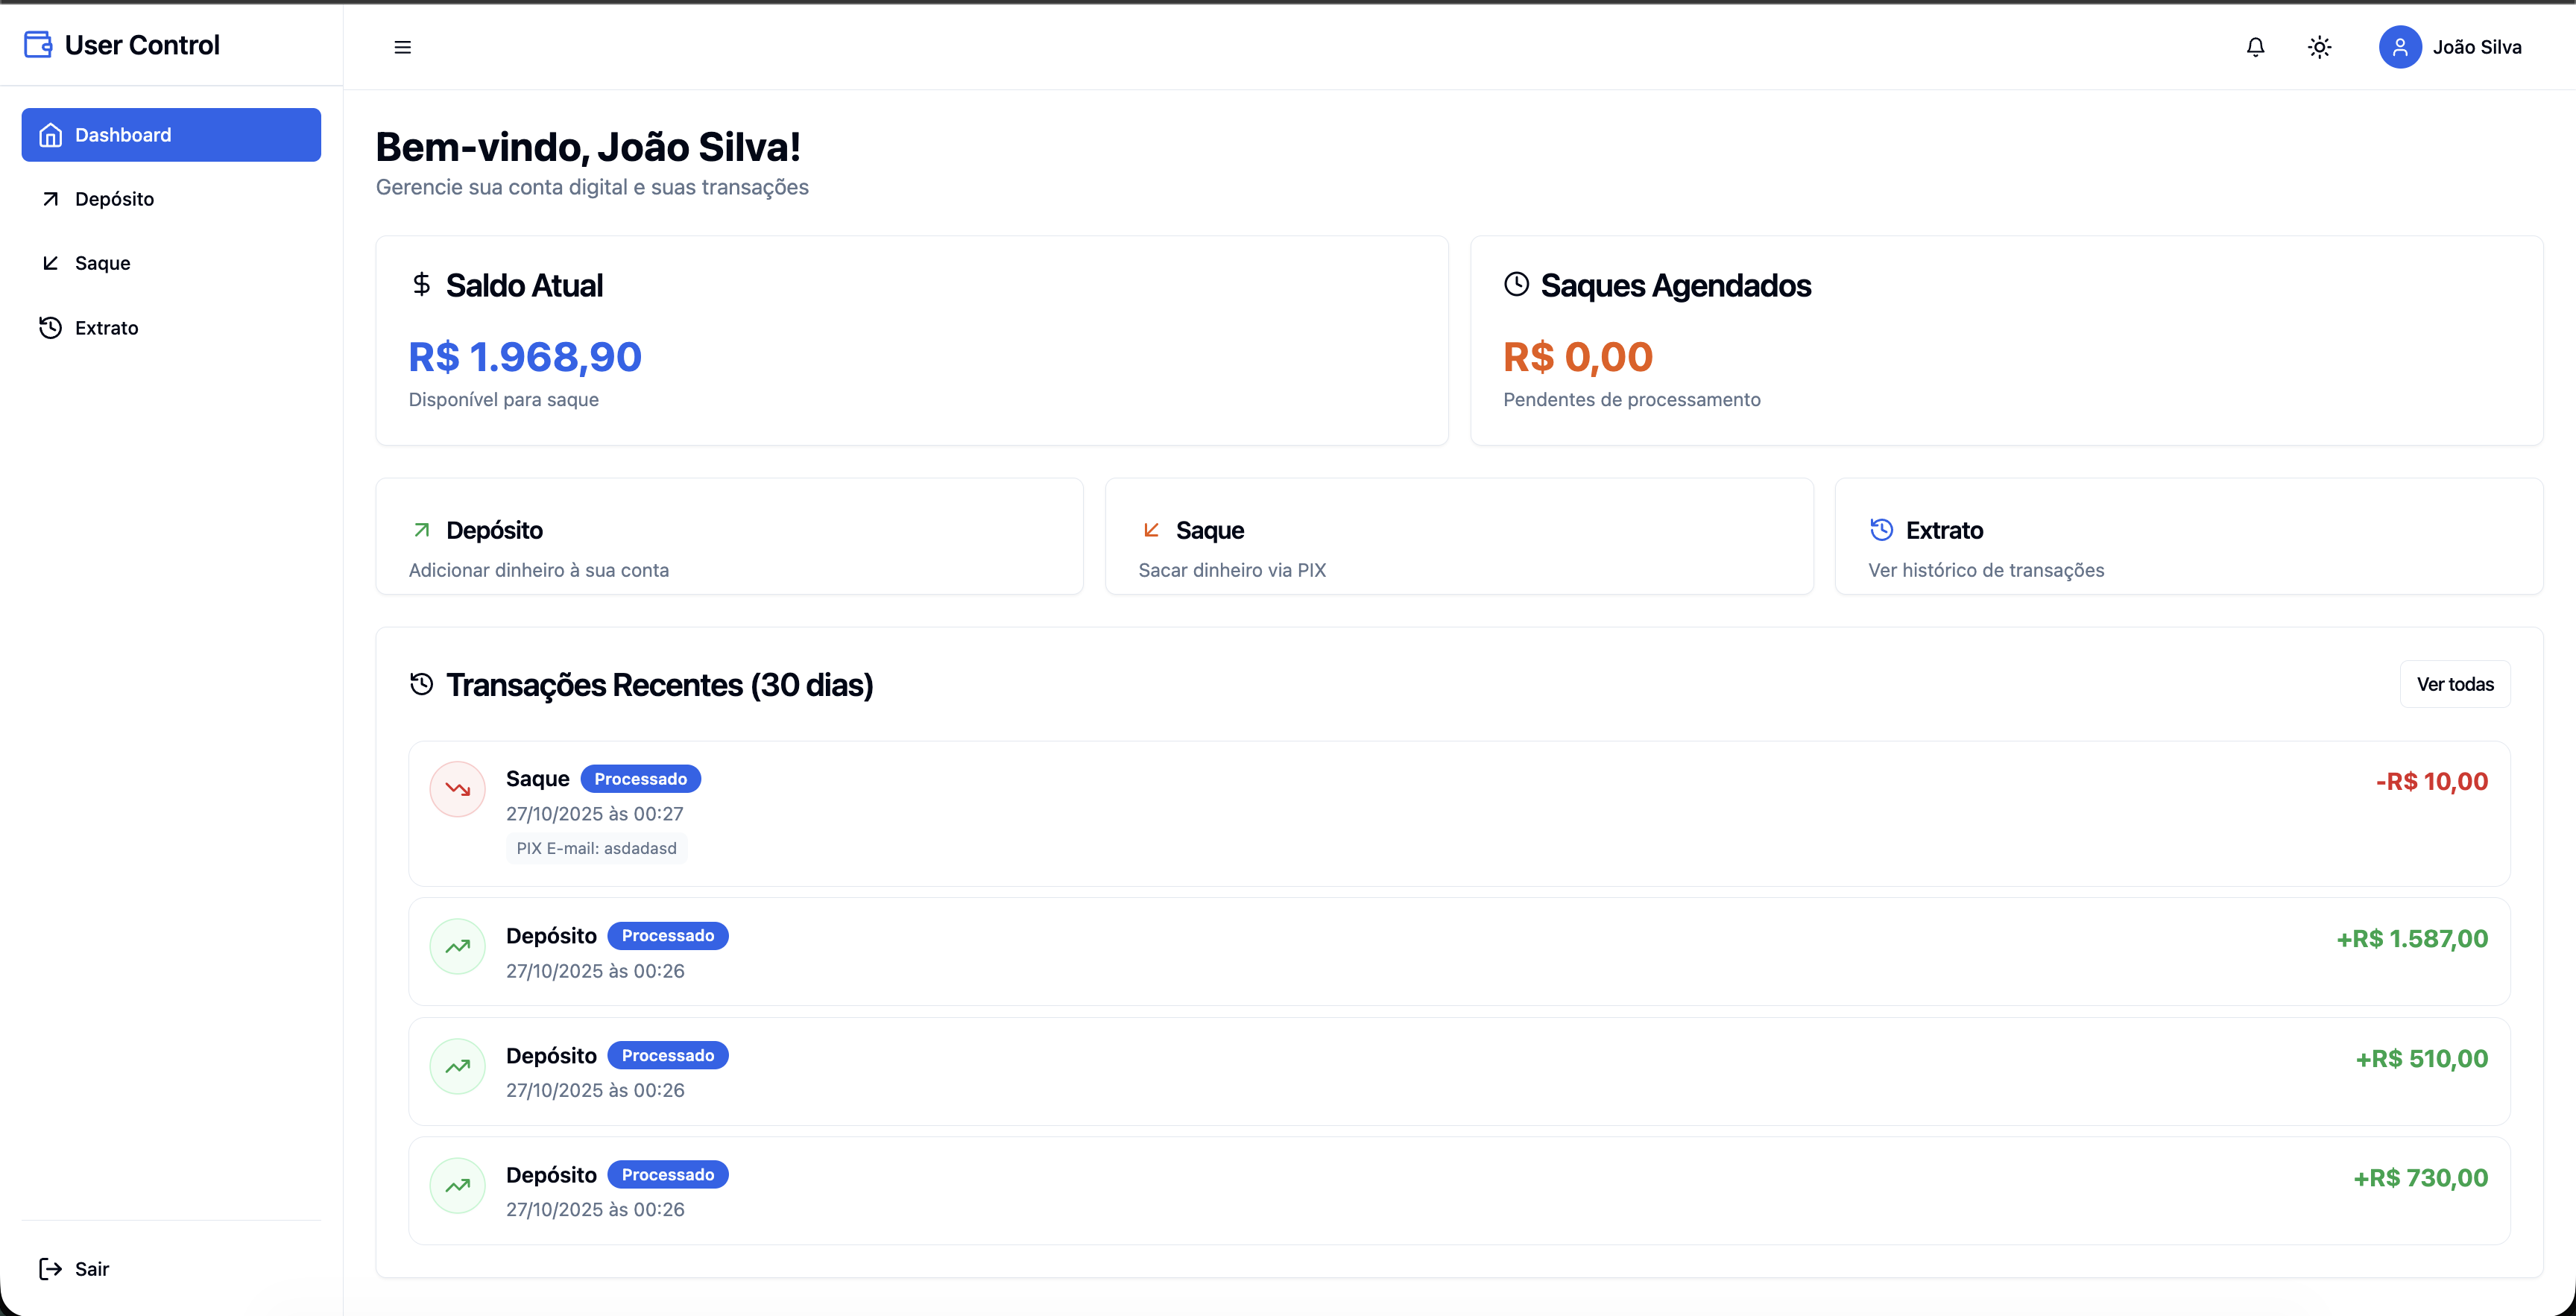 User Control
João Silva
Dashboard
Depósito
Saque
Extrato
Sair
Bem-vindo, João Silva!
Gerencie sua conta digital e suas transações
Saldo Atual
R$ 1.968,90
Disponível para saque
Saques Agendados
R$ 0,00
Pendentes de processamento
Depósito
Adicionar dinheiro à sua conta
Saque
Sacar dinheiro via PIX
Extrato
Ver histórico de transações
Transações Recentes (30 dias)
Ver todas
Saque Processado
-R$ 10,00
27/10/2025 às 00:27
PIX E-mail: asdadasd
Depósito Processado
+R$ 1.587,00
27/10/2025 às 00:26
Depósito Processado
+R$ 510,00
27/10/2025 às 00:26
Depósito Processado
+R$ 730,00
27/10/2025 às 00:26